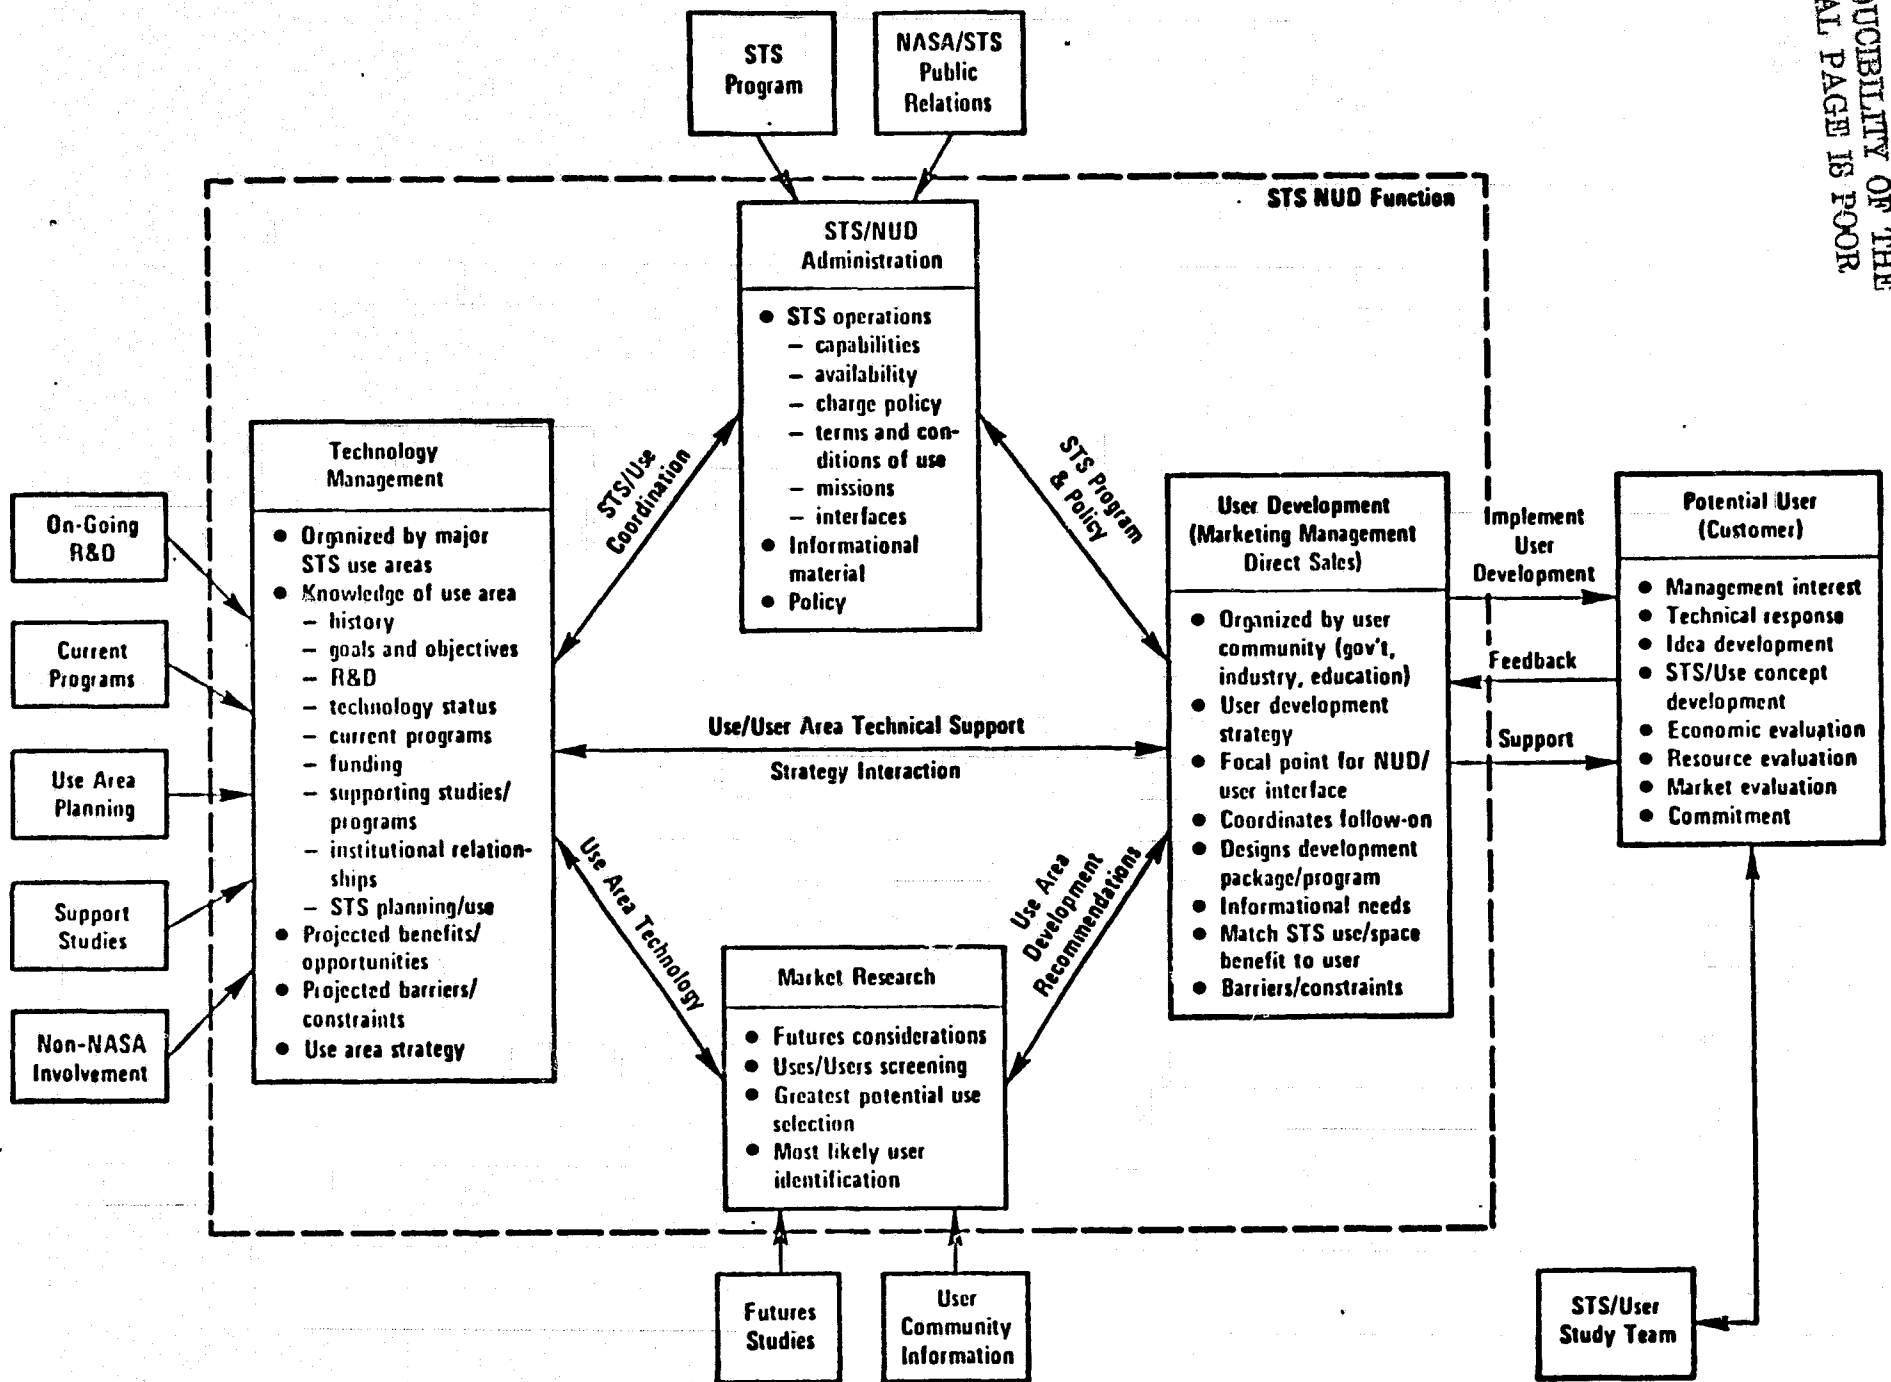 STS
Program
NASA/STS
Public
Relations
OF THE
PAGE IS POOR
STS NUD Function
STS/NUD
Administration
● STS operations
– capabilities
– availability
– charge policy
– terms and con-
ditions of use
– missions
– interfaces
● Informational
material
● Policy
STS/Use
Coordination
STS Program
& Policy
Technology
Management
● Organized by major
STS use areas
● Knowledge of use area
– history
– goals and objectives
– R&D
– technology status
– current programs
– funding
– supporting studies/
programs
– institutional relation-
ships
– STS planning/use
● Projected benefits/
opportunities
● Projected barriers/
constraints
● Use area strategy
On-Going
R&D
Current
Programs
Use Area
Planning
Support
Studies
Non-NASA
Involvement
Use/User Area Technical Support
Strategy Interaction
Use Area Technology
Use Area
Development
Recommendations
Market Research
● Futures considerations
● Uses/Users screening
● Greatest potential use
selection
● Most likely user
identification
Futures
Studies
User
Community
Information
User Development
(Marketing Management
Direct Sales)
● Organized by user
community (gov't,
industry, education)
● User development
strategy
● Focal point for NUD/
user interface
● Coordinates follow-on
● Designs development
package/program
● Informational needs
● Match STS use/space
benefit to user
● Barriers/constraints
Implement
User
Development
Feedback
Support
Potential User
(Customer)
● Management interest
● Technical response
● Idea development
● STS/Use concept
development
● Economic evaluation
● Resource evaluation
● Market evaluation
● Commitment
STS/User
Study Team